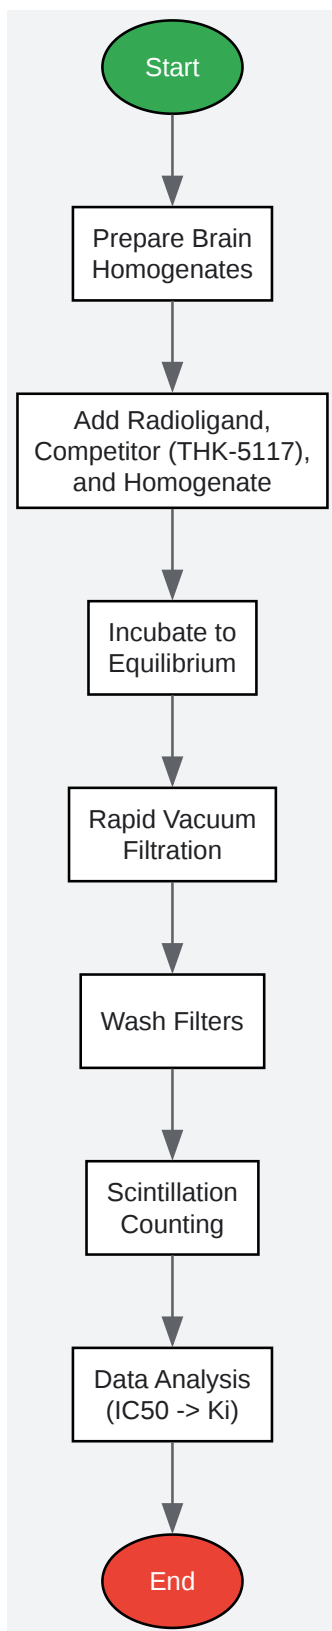 Start
Prepare Brain
Homogenates
Add Radioligand,
Competitor (THK-5117),
and Homogenate
Incubate to
Equilibrium
Rapid Vacuum
Filtration
Wash Filters
Scintillation
Counting
Data Analysis
(IC50 -> Ki)
End